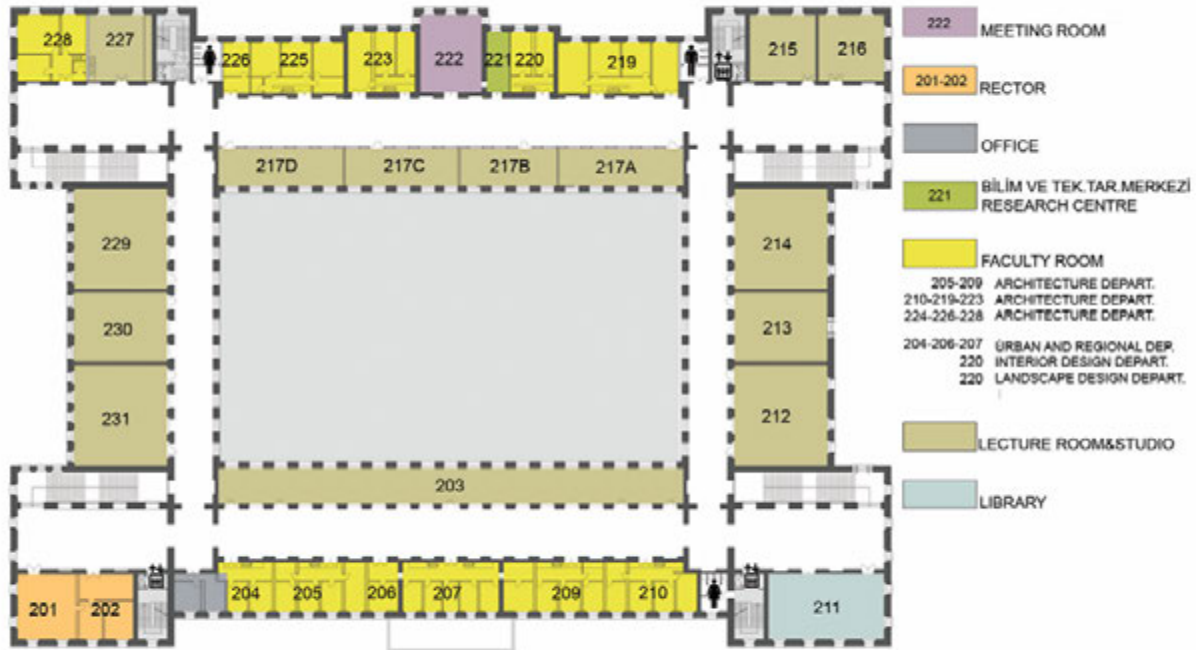 228 227
226 225 223 222 221 220 219
215 216
217D 217C 217B 217A
229
230
231
214
213
212
203
201 202
204 205 206 207 209 210
211
222 MEETING ROOM
201-202 RECTOR
OFFICE
221 BİLİM VE TEK.TAR.MERKEZİ
RESEARCH CENTRE
FACULTY ROOM
205-209 ARCHITECTURE DEPART.
210-219-223 ARCHITECTURE DEPART.
224-226-228 ARCHITECTURE DEPART.
204-206-207 URBAN AND REGIONAL DEP.
220 INTERIOR DESIGN DEPART.
220 LANDSCAPE DESIGN DEPART.
LECTURE ROOM&STUDIO
LIBRARY